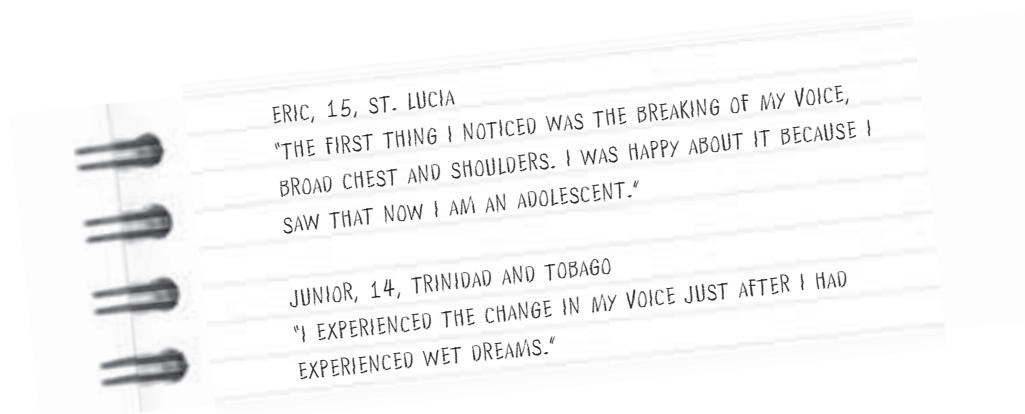 ERIC, 15, ST. LUCIA
"THE FIRST THING I NOTICED WAS THE BREAKING OF MY VOICE,
BROAD CHEST AND SHOULDERS. I WAS HAPPY ABOUT IT BECAUSE I
SAW THAT NOW I AM AN ADOLESCENT."
JUNIOR, 14, TRINIDAD AND TOBAGO
"I EXPERIENCED THE CHANGE IN MY VOICE JUST AFTER I HAD
EXPERIENCED WET DREAMS."